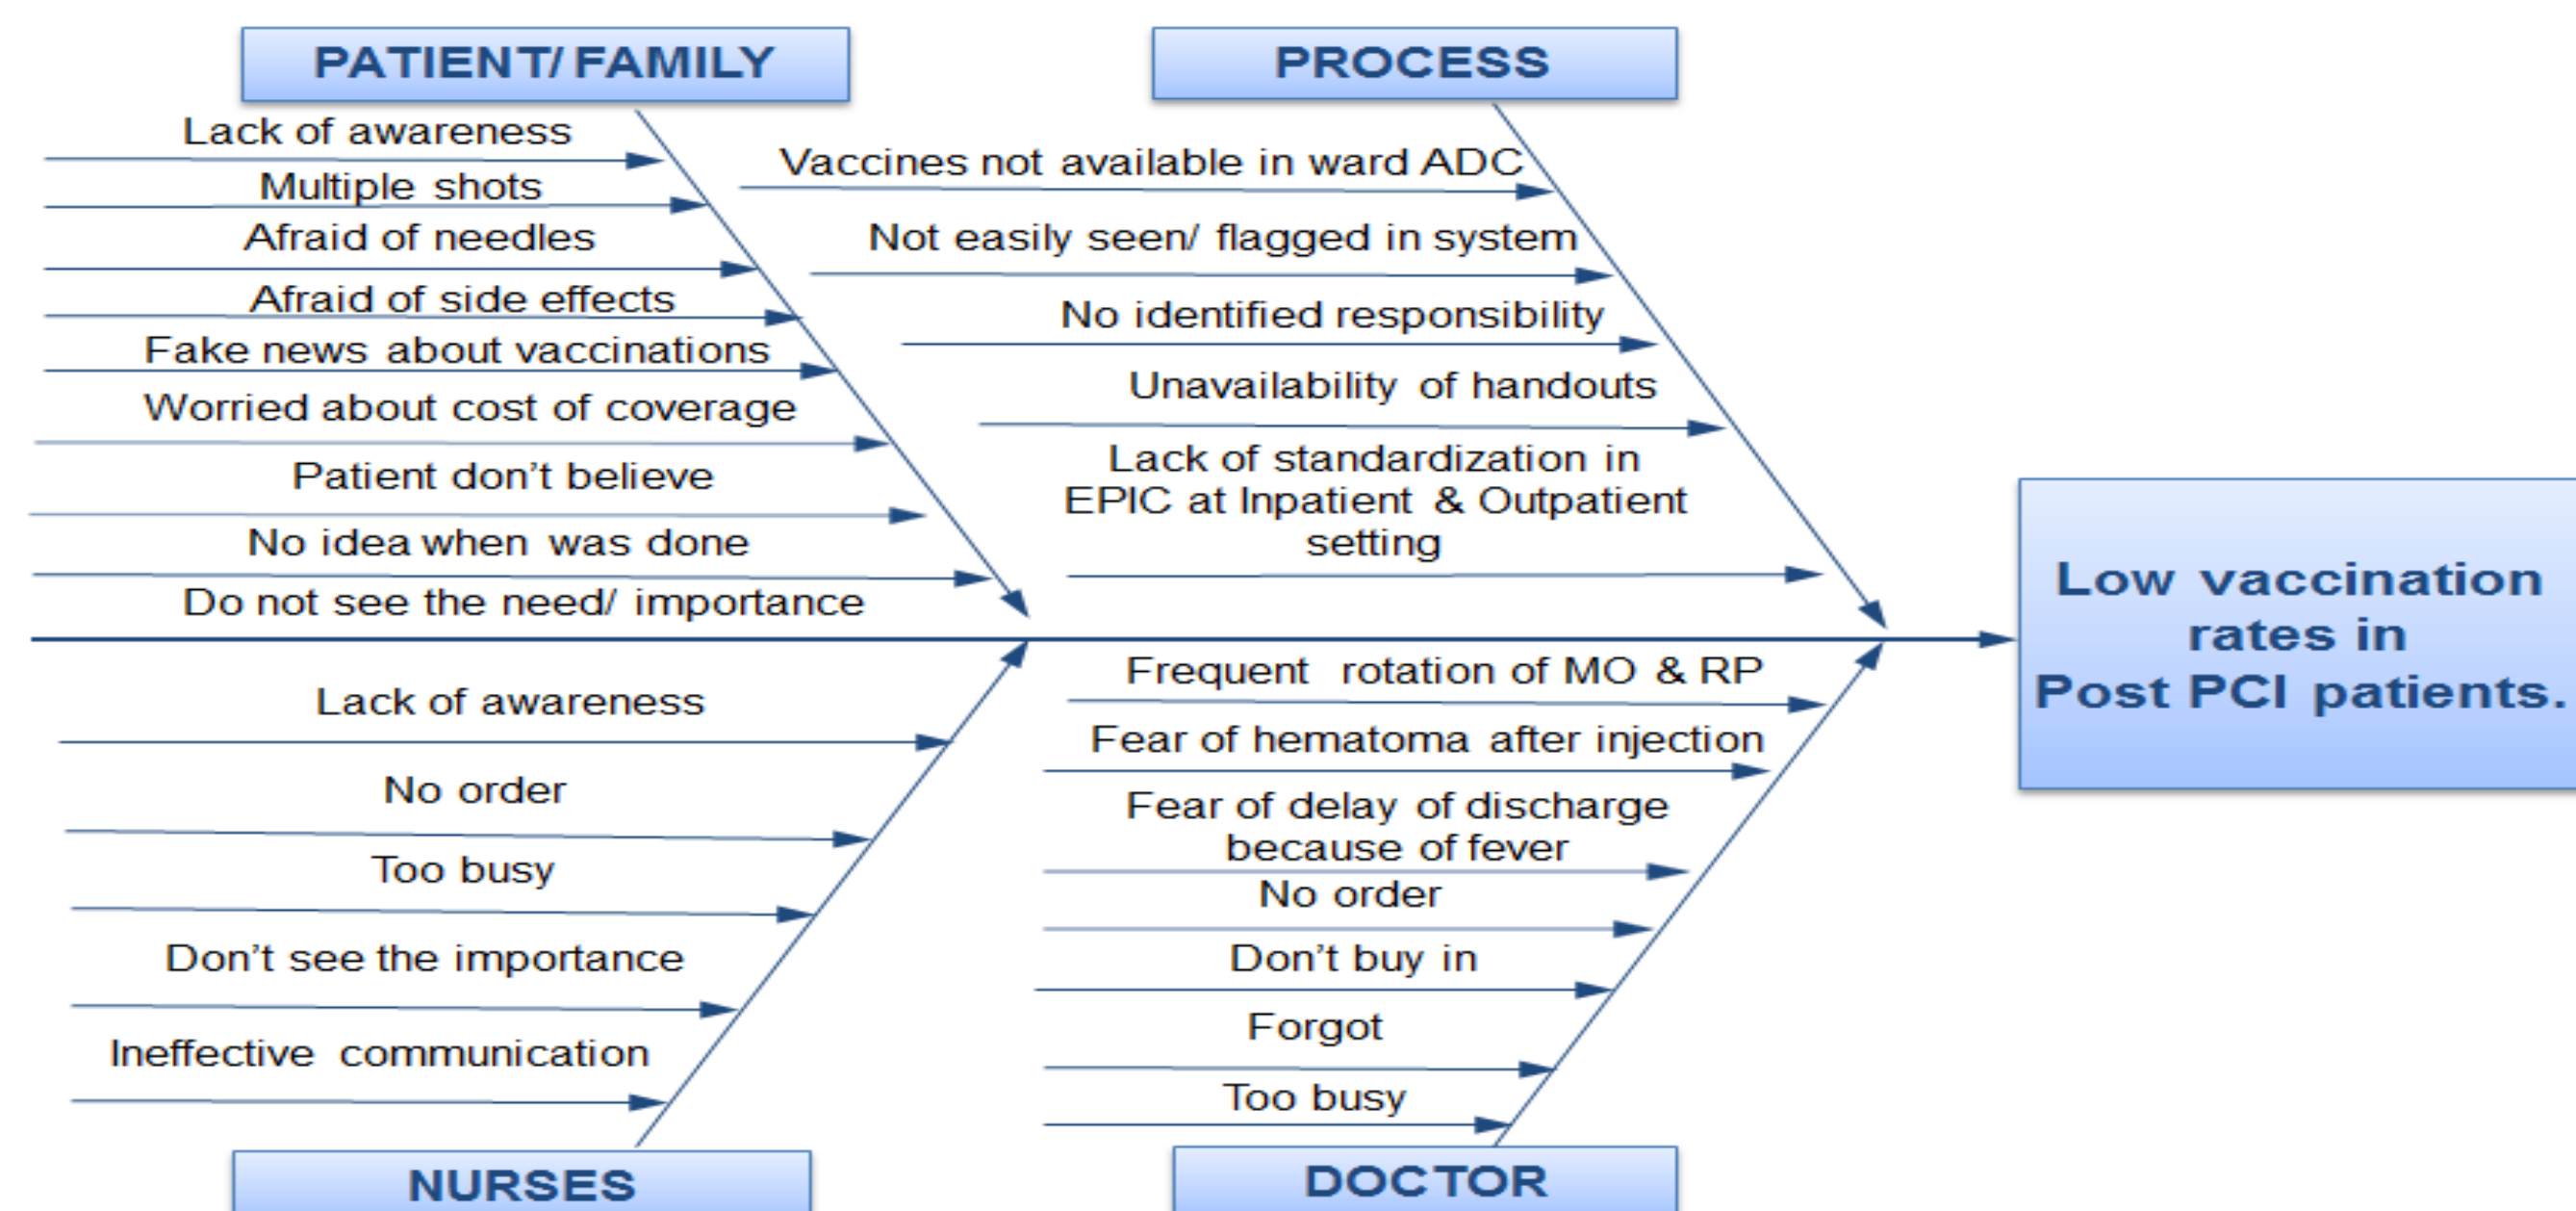 PATIENT/ FAMILY
Lack of awareness
Multiple shots
Afraid of needles
Afraid of side effects
Fake news about vaccinations
Worried about cost of coverage
Patient don't believe
No idea when was done
Do not see the need/ importance
PROCESS
Vaccines not available in ward ADC
Not easily seen/ flagged in system
No identified responsibility
Unavailability of handouts
Lack of standardization in
EPIC at Inpatient & Outpatient
setting
Low vaccination
rates in
Post PCI patients.
Lack of awareness
No order
Too busy
Don't see the importance
Ineffective communication
NURSES
Frequent rotation of MO & RP
Fear of hematoma after injection
Fear of delay of discharge
because of fever
No order
Don't buy in
Forgot
Too busy
DOCTOR